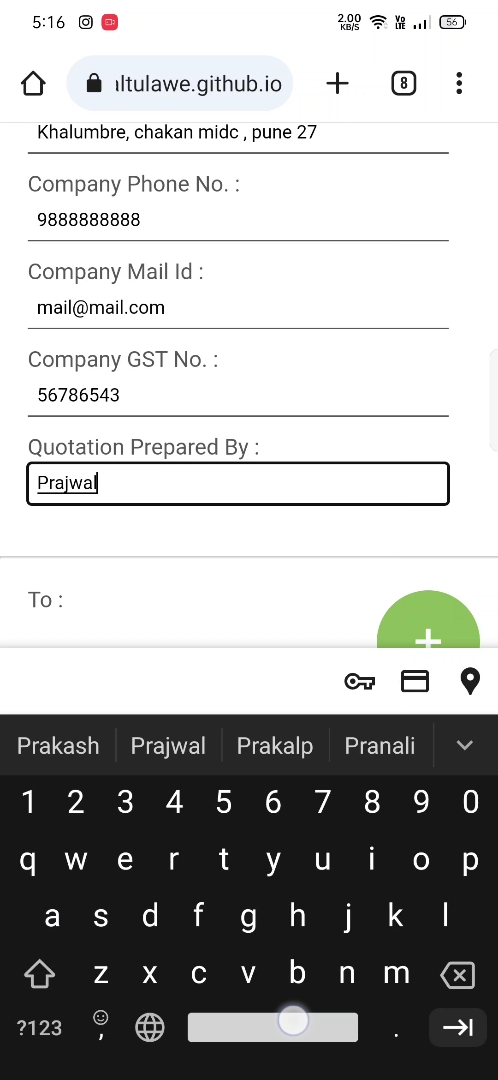 5:16
2.00
KB/S
Vo
LTE
56
ıltulawe.github.io
8
Khalumbre, chakan midc , pune 27
Company Phone No. :
9888888888
Company Mail Id :
mail@mail.com
Company GST No. :
56786543
Quotation Prepared By :
Prajwal
To :
+
Prakash Prajwal Prakalp Pranali
1 2 3 4 5 6 7 8 9 0
q w e r t y u i o p
a s d f g h j k l
z x c v b n m
?123 , .